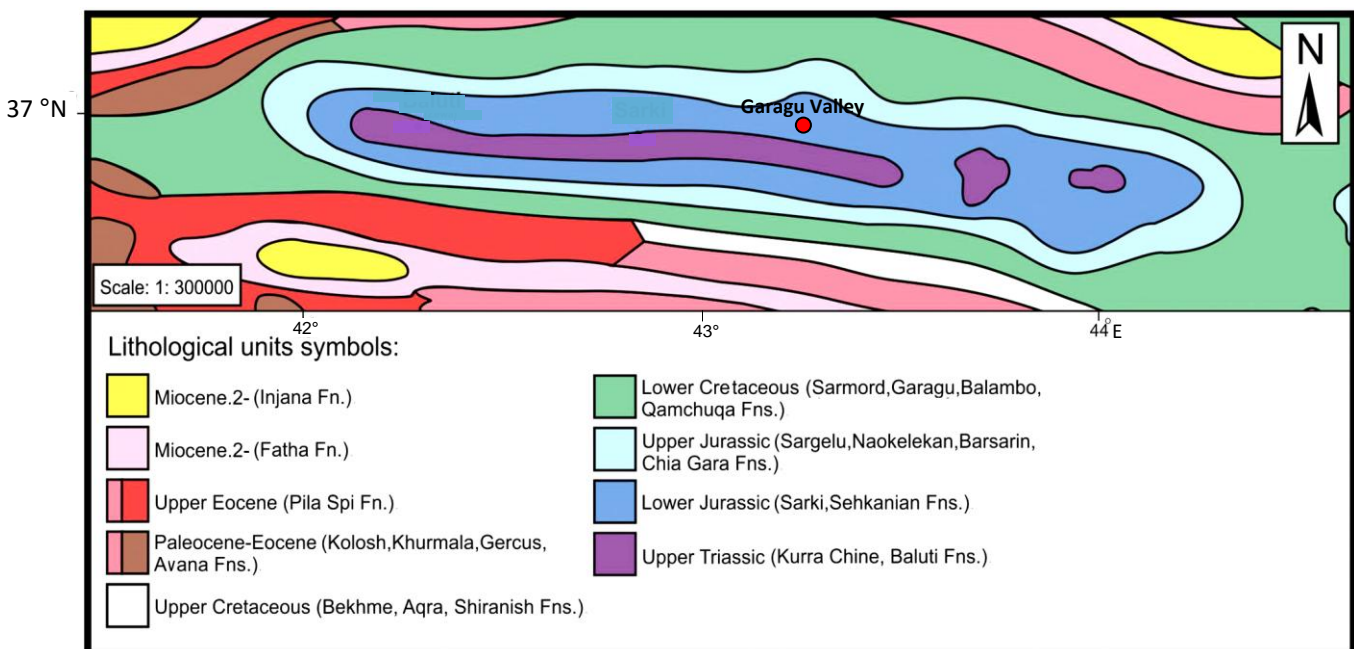 N
37 °N
Sarki
Garagu Valley
Scale: 1: 300000
42°
43°
44°E
Lithological units symbols:
Miocene.2- (Injana Fn.)
Miocene.2- (Fatha Fn.)
Upper Eocene (Pila Spi Fn.)
Paleocene-Eocene (Kolosh,Khurmala,Gercus,
Avana Fns.)
Upper Cretaceous (Bekhme, Aqra, Shiranish Fns.)
Lower Cretaceous (Sarmord,Garagu,Balambo,
Qamchuqa Fns.)
Upper Jurassic (Sargelu,Naokelekan,Barsarin,
Chia Gara Fns.)
Lower Jurassic (Sarki,Sehkanian Fns.)
Upper Triassic (Kurra Chine, Baluti Fns.)